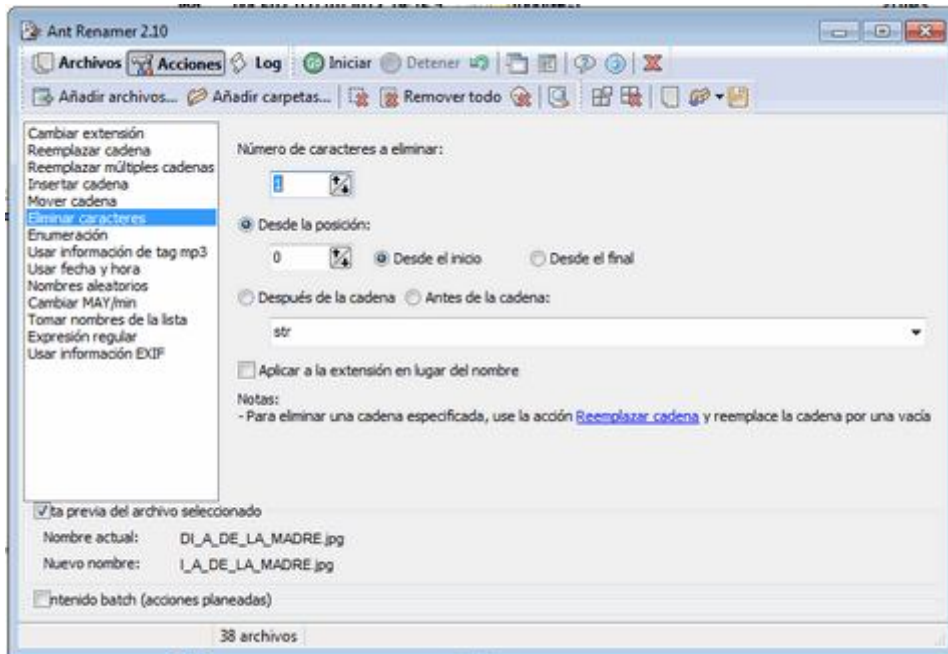 Ant Renamer 2.10
Archivos Acciones Log Iniciar Detener
Añadir archivos... Añadir carpetas... Remover todo
Cambiar extensión
Reemplazar cadena
Reemplazar múltiples cadenas
Insertar cadena
Mover cadena
Eliminar caracteres
Enumeración
Usar información de tag mp3
Usar fecha y hora
Nombres aleatorios
Cambiar MAY/min
Tomar nombres de la lista
Expresión regular
Usar información EXIF
Número de caracteres a eliminar:
1
Desde la posición:
0 Desde el inicio Desde el final
Después de la cadena Antes de la cadena:
str
Aplicar a la extensión en lugar del nombre
Notas:
- Para eliminar una cadena especificada, use la acción Reemplazar cadena y reemplace la cadena por una vacía
ta previa del archivo seleccionado
Nombre actual: DI_A_DE_LA_MADRE.jpg
Nuevo nombre: I_A_DE_LA_MADRE.jpg
ntenido batch (acciones planeadas)
38 archivos